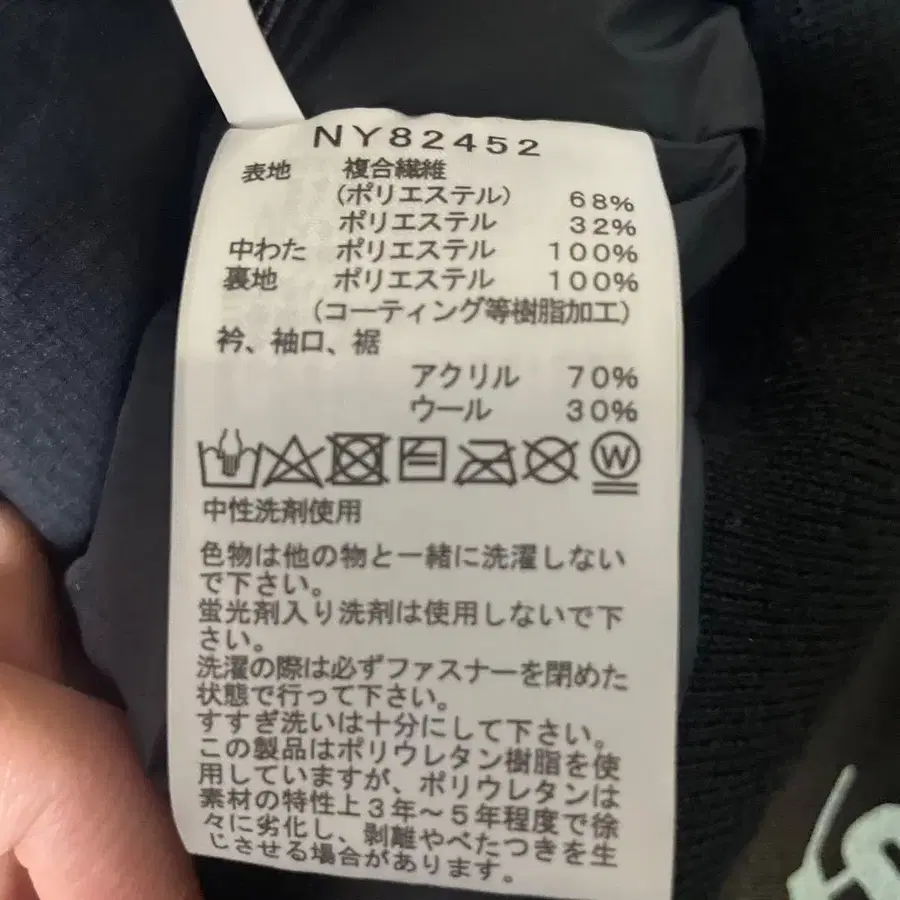 NY82452
表地 複合繊維
(ポリエステル) 68%
ポリエステル 32%
中わた ポリエステル 100%
裏地 ポリエステル 100%
(コーティング等樹脂加工)
衿、袖口、裾
アクリル 70%
ウール 30%
W
中性洗剤使用
色物は他の物と一緒に洗濯しない
で下さい。
蛍光剤入り洗剤は使用しないで下
さい。
洗濯の際は必ずファスナーを閉めた
状態で行って下さい。
すすぎ洗いは十分にして下さい。
この製品はポリウレタン樹脂を使
用していますが、ポリウレタンは
素材の特性上3年～5年程度で徐
々に劣化し、剥離やべたつきを生
じさせる場合があります。